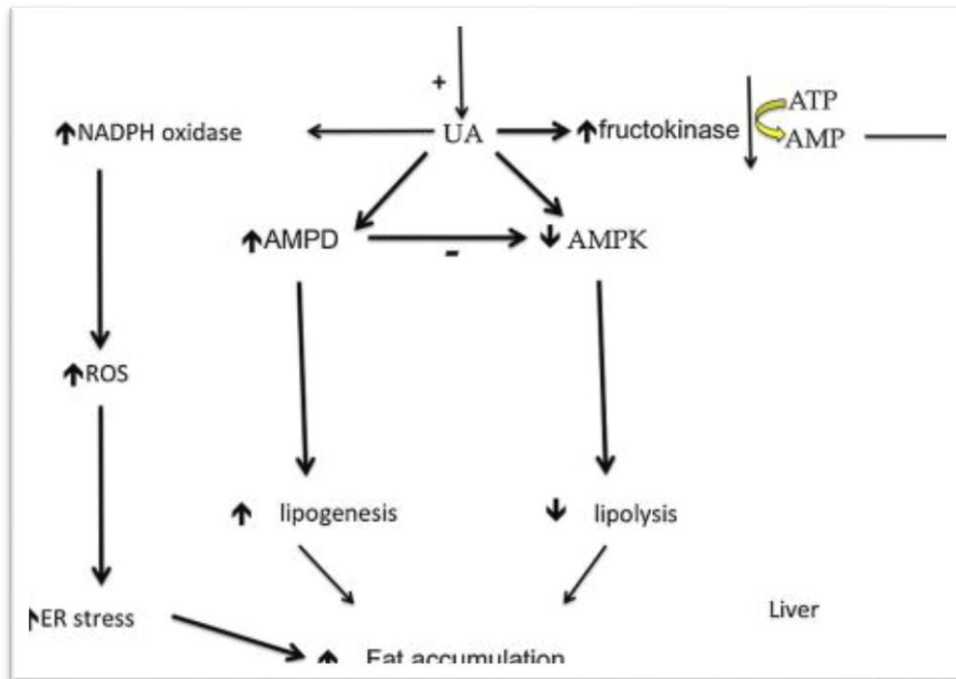 +
↑NADPH oxidase
UA
↑fructokinase
ATP
AMP
↑AMPD
-
↓ AMPK
↑ROS
↑ lipogenesis
↓ lipolysis
↑ER stress
Liver
↑ Fat accumulation